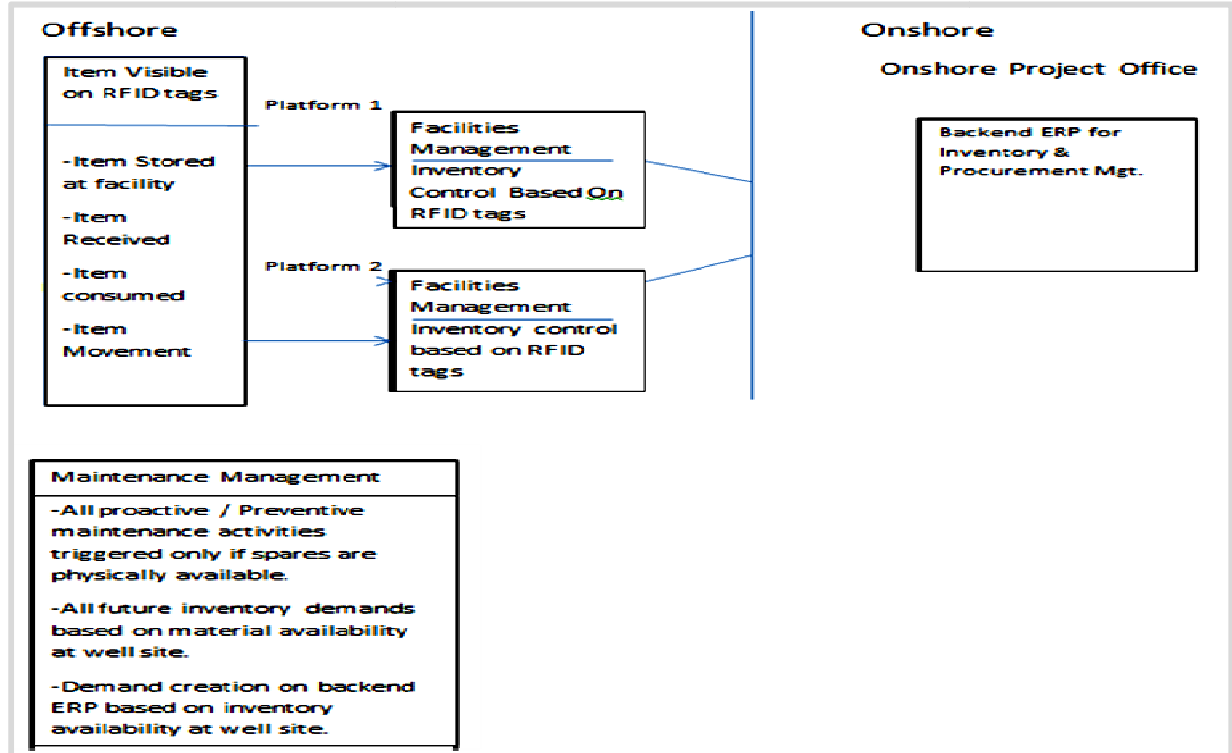 Offshore
Item Visible
on RFID tags
-Item Stored
at facility
-Item
Received
-Item
consumed
-Item
Movement
Platform 1
Facilities
Management
Inventory
Control Based On
RFID tags
Platform 2
Facilities
Management
Inventory control
based on RFID
tags
Onshore
Onshore Project Office
Backend ERP for
Inventory &
Procurement Mgt.
Maintenance Management
-All proactive / Preventive
maintenance activities
triggered only if spares are
physically available.
-All future inventory demands
based on material availability
at well site.
-Demand creation on backend
ERP based on inventory
availability at well site.